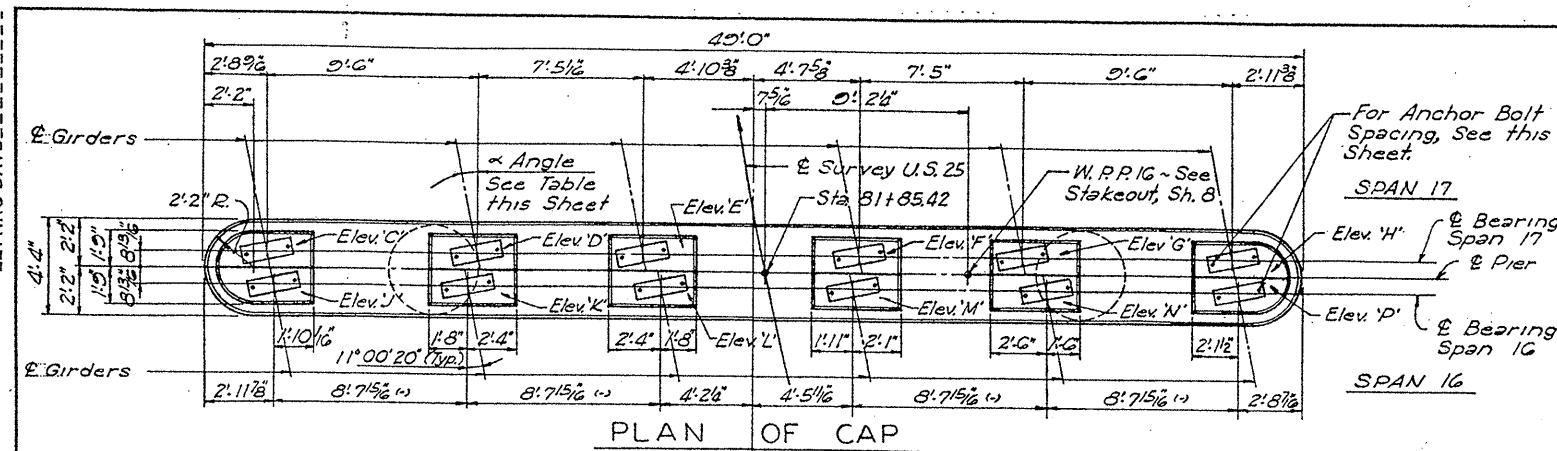 49'-0"
2'-8 9/16" 9'-6" 7'-5 1/16" 4'-10 3/8" 4'-7 5/8" 7'-5" 9'-6" 2'-11 3/8"
2'-2" 7 5/16" 9'-2 1/4"
₵ Girders
For Anchor Bolt
Spacing, See this
Sheet.
∝ Angle
See Table
this Sheet
₵ Survey U.S. 25
Sta. 81+85.42
W.P. P.16 ~ See
Stakeout, Sh. 8
SPAN 17
2'-2" R.
Elev. 'C' Elev. 'D' Elev. 'E' Elev. 'F' Elev. 'G' Elev. 'H'
₵ Bearing
Span 17
₵ Pier
4'-4" 2'-2" 1'-9" 8 13/16"
2'-2" 1'-9" 8 13/16"
Elev. 'J' Elev. 'K' Elev. 'L' Elev. 'M' Elev. 'N' Elev. 'P'
₵ Bearing
Span 16
1'-10 1/16" 1'-8" 2'-4" 2'-4" 1'-8" 1'-11" 2'-1" 2'-6" 1'-6" 2'-1 1/2"
11° 00' 20" (Typ.)
₵ Girders
SPAN 16
2'-11 7/8" 8'-7 15/16" (-) 8'-7 15/16" (-) 4'-2 1/4" 4'-5 1/16" 8'-7 15/16" (-) 8'-7 15/16" (-) 2'-8 7/16"
PLAN OF CAP